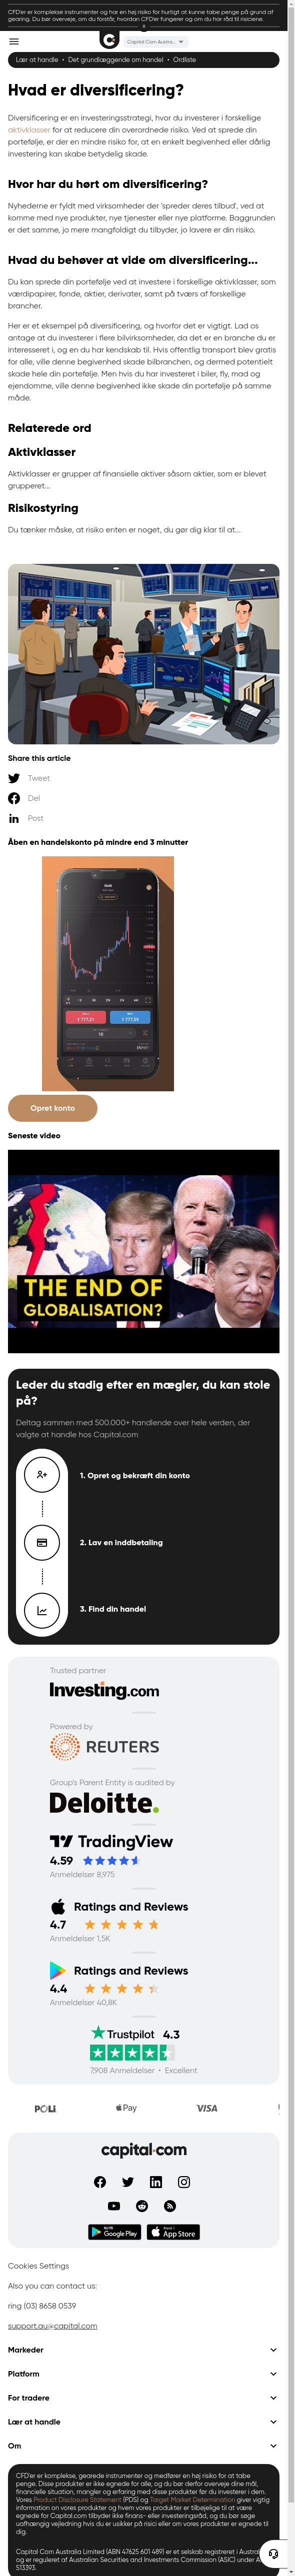 CFD'er er komplekse instrumenter og har høj risiko for hurtigt at kunne tabe penge på grund af
gearing. Du bør overveje, om du forstår, hvordan CFD'er fungerer og om du har råd til risiciene.
Capital Com Austra...
Lær at handle • Det grundlæggende om handel • Ordliste
Hvad er diversificering?
Diversificering er en investeringsstrategi, hvor du investerer i forskellige
aktivklasser for at reducere din overordnede risiko. Ved at sprede din
portefølje, er der en mindre risiko for, at en enkelt begivenhed eller dårlig
investering kan skabe betydelig skade.
Hvor har du hørt om diversificering?
Nyhederne er fyldt med virksomheder der 'spreder deres tilbud', ved at
komme med nye produkter, nye tjenester eller nye platforme. Baggrunden
er det samme, jo mere mangfoldigt du tilbyder, jo lavere er din risiko.
Hvad du behøver at vide om diversificering...
Du kan sprede din portefølje ved at investere i forskellige aktivklasser, som
værdipapirer, fonde, aktier, derivater, samt på tværs af forskellige
brancher.
Her er et eksempel på diversificering, og hvorfor det er vigtigt. Lad os
antage at du investerer i flere bilvirksomheder, da det er en branche du er
interesseret i, og en du har kendskab til. Hvis offentlig transport blev gratis
for alle, ville denne begivenhed skade bilbranchen, og dermed potentielt
skade hele din portefølje. Men hvis du har investeret i biler, fly, mad og
ejendomme, ville denne begivenhed ikke skade din portefølje på samme
måde.
Relaterede ord
Aktivklasser
Aktivklasser er grupper af finansielle aktiver såsom aktier, som er blevet
grupperet...
Risikostyring
Du tænker måske, at risiko enten er noget, du gør dig klar til at...
Share this article
Tweet
Del
Post
Åben en handelskonto på mindre end 3 minutter
Gold
1 777,21
1 777,59
10
Opret konto
Seneste video
THE END OF
GLOBALISATION?
Leder du stadig efter en mægler, du kan stole
på?
Deltag sammen med 500.000+ handlende over hele verden, der
valgte at handle hos Capital.com
1. Opret og bekræft din konto
2. Lav en inddbetaling
3. Find din handel
Trusted partner
Investing.com
Powered by
REUTERS
Group's Parent Entity is audited by
Deloitte.
TradingView
4.59
Anmeldelser 8,975
Ratings and Reviews
4.7
Anmeldelser 1,5K
Ratings and Reviews
4.4
Anmeldelser 40,8K
Trustpilot 4.3
7,908 Anmeldelser • Excellent
POLi Pay VISA
capital.com
Google Play App Store
Cookies Settings
Also you can contact us:
ring (03) 8658 0539
support.au@capital.com
Markeder
Platform
For tradere
Lær at handle
Om
CFD'er er komplekse, gearede instrumenter og der er høj risiko for at tabe
penge. Disse produkter er ikke egnede for alle, og du bør derfor overveje dine mål,
finansielle situation, mangler og erfaring med disse produkter før du investerer i dem.
Vores Product Disclosure Statement (PDS) og Target Market Determination giver vigtig
information os vores produkter og hvem vores produkter er tilbøjelige til at være
egnede for Capital.com tilbyder ikke finans- eller investeringsrådgivning. Du bør søge
uafhængig vejleding hvis du er usikker på risici eller om vores produkter er egnede til
dig.
Capital Com Australia Limited (ABN 47625 601 489) er et selskab registreret i Austral
og er reguleret af Australian Securities and Investments Commission (ASIC) under A
513393.